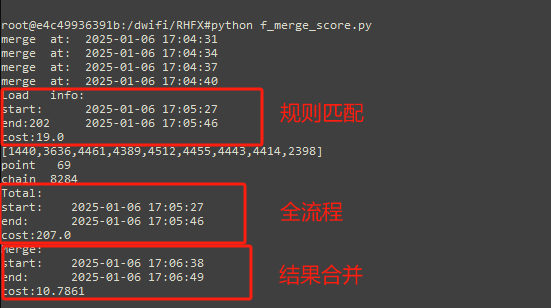 root@e4c49936391b:/dwifi/RHFX#python f_merge_score.py
merge at: 2025-01-06 17:04:31
merge at: 2025-01-06 17:04:34
merge at: 2025-01-06 17:04:37
merge at: 2025-01-06 17:04:40
Load info:
start: 2025-01-06 17:05:27
规则匹配
end:202 2025-01-06 17:05:46
cost:19.0
[1440,3636,4461,4389,4512,4455,4443,4414,2398]
point 69
chain 8284
Total:
start: 2025-01-06 17:05:27
全流程
end: 2025-01-06 17:05:46
cost:207.0
Merge:
start: 2025-01-06 17:06:38
结果合并
end: 2025-01-06 17:06:49
cost:10.7861